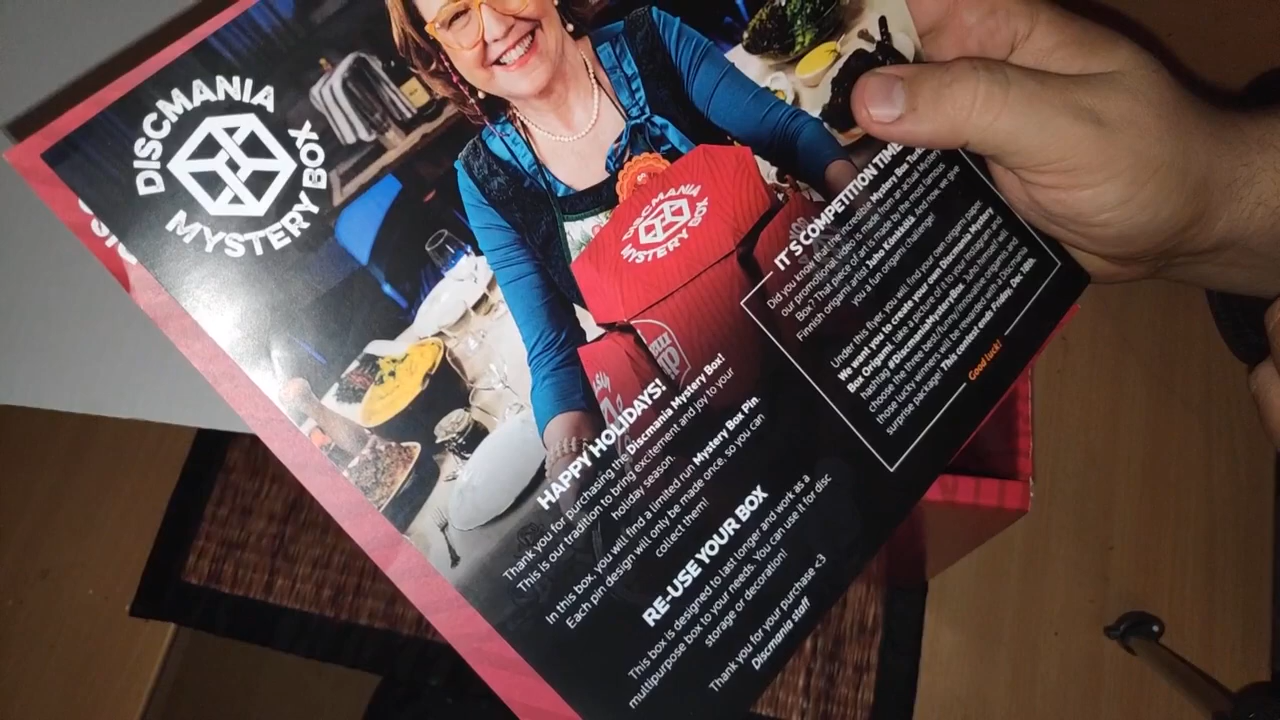 DISCMANIA
MYSTERY BOX
DISCMANIA
MYSTERY BOX
HAPPY HOLIDAYS!
Thank you for purchasing the Discmania Mystery Box!
This is our tradition to bring excitement and joy to your
holiday season.
In this box, you will find a limited run Mystery Box Pin
Each pin design will only be made once, so you can
collect them!
RE-USE YOUR BOX
This box is designed to last longer and work as a
multipurpose box to your needs. You can use it for disc
storage or decoration!
Thank you for your purchase <3
Discmania staff
IT'S COMPETITION TIME
Did you know that the incredible Mystery Box
our promotional video is made from an actual Mystery
Box? That piece of art is made by the most famous
Finnish origami artist Juho Könkkölä. And now we give
you a fun origami challenge!
Under this flyer, you will find your own origami paper.
We want you to create your own Discmania Mystery
Box Origami, take a picture of it to your Instagram with
hashtag #DiscmaniaMysteryBox. Juho himself will
choose the three best/funny/innovative origamis, and
those lucky winners will be rewarded with a Discmania
surprise package! This contest ends Friday, Dec
Good luck!